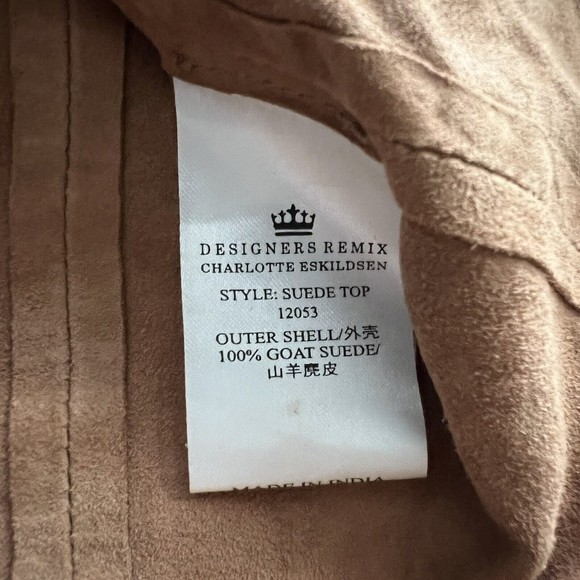 DESIGNERS REMIX
CHARLOTTE ESKILDSEN
STYLE: SUEDE TOP
12053
OUTER SHELL/外壳
100% GOAT SUEDE/
山羊麂皮
MADE IN INDIA